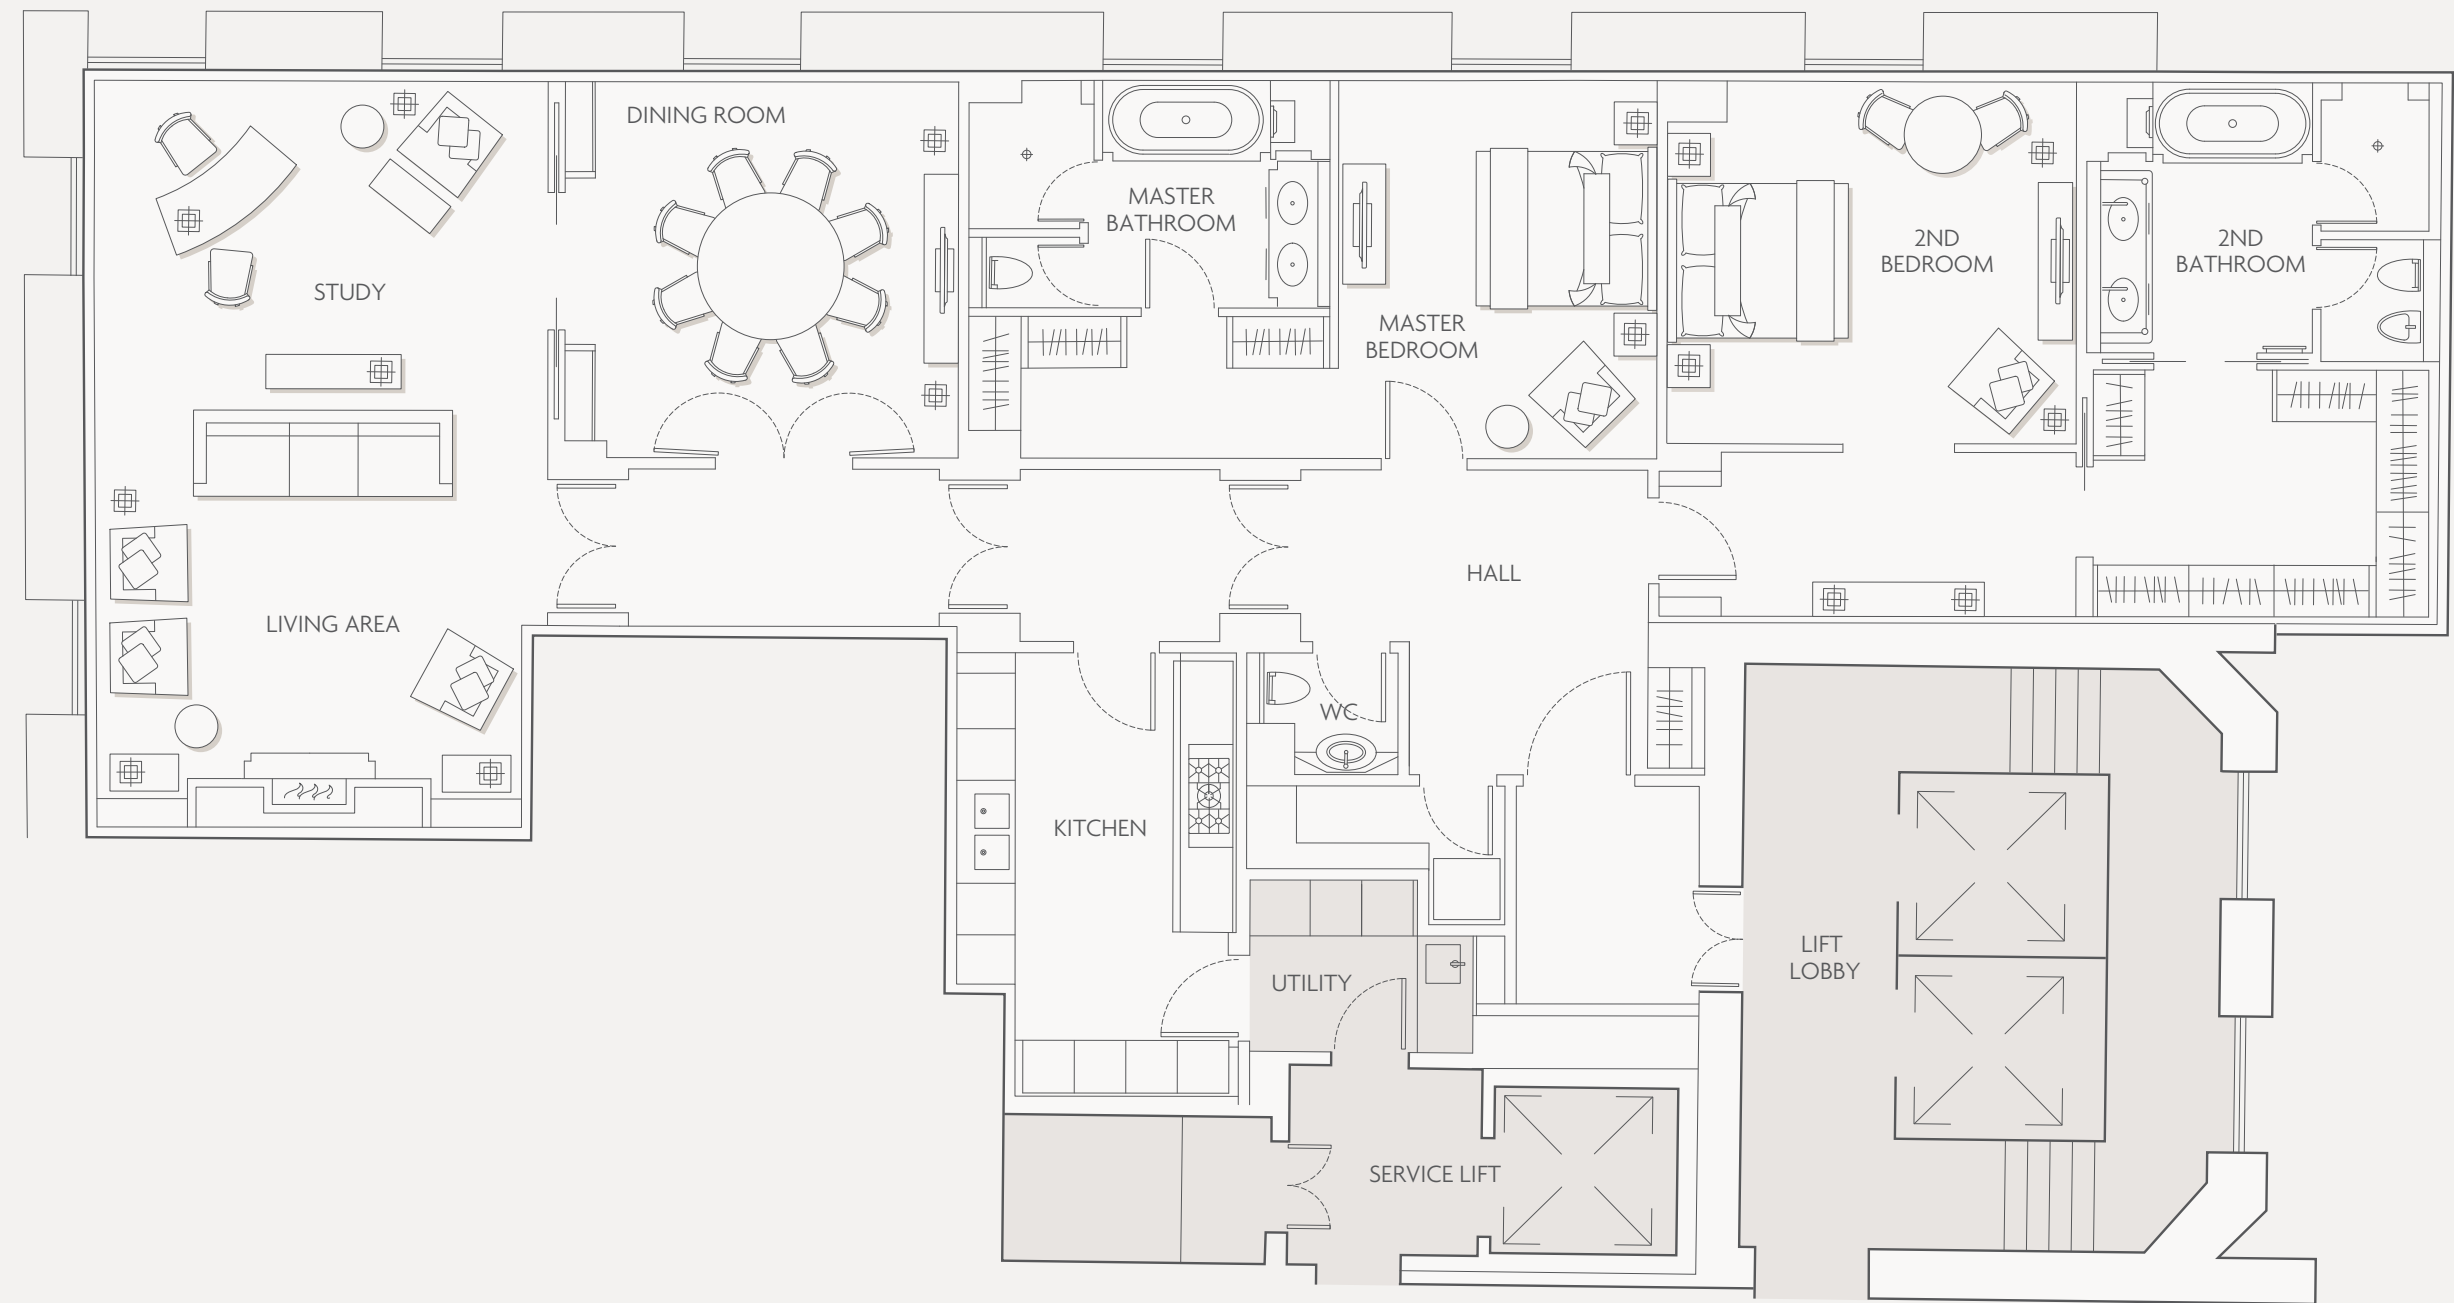 DINING ROOM
MASTER
BATHROOM
2ND
BEDROOM
2ND
BATHROOM
STUDY
MASTER
BEDROOM
HALL
LIVING AREA
WC
KITCHEN
LIFT
LOBBY
UTILITY
SERVICE LIFT